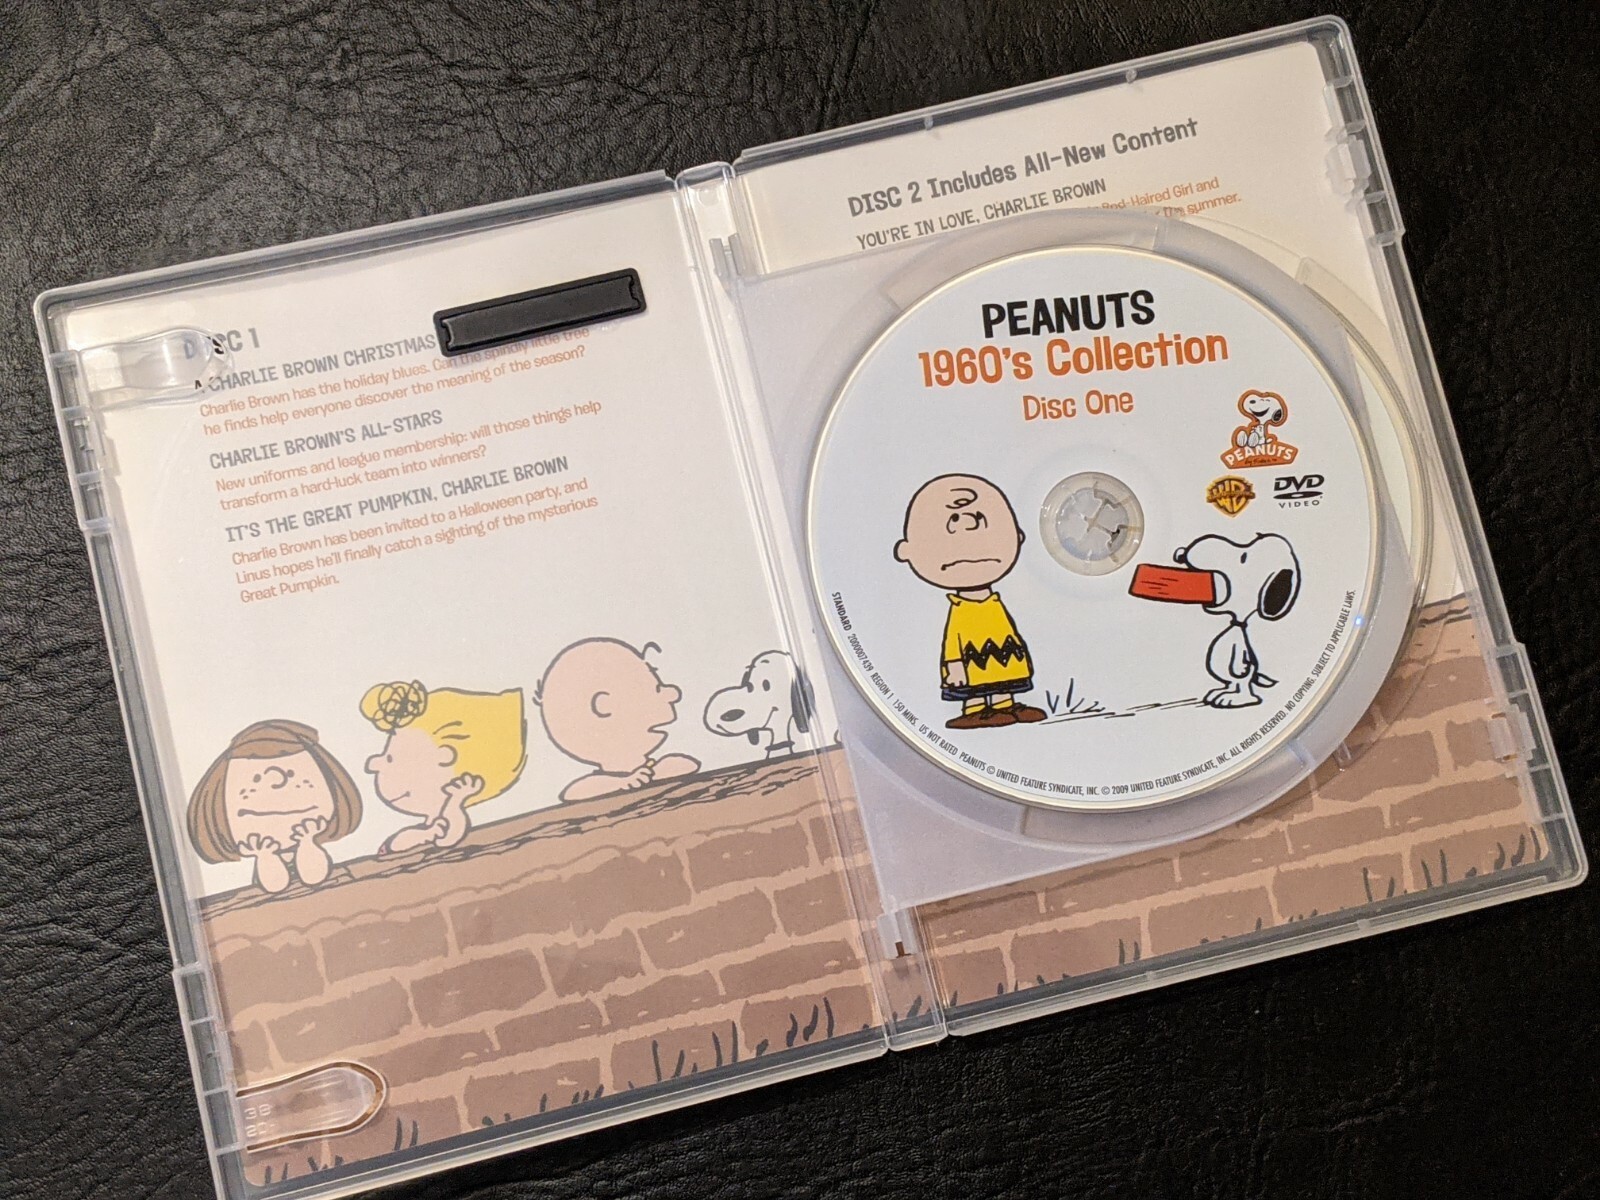 DISC 1
A CHARLIE BROWN CHRISTMAS
Charlie Brown has the holiday blues. Can the spindly little tree
he finds help everyone discover the meaning of the season?
CHARLIE BROWN'S ALL-STARS
New uniforms and league membership: will those things help
transform a hard-luck team into winners?
IT'S THE GREAT PUMPKIN, CHARLIE BROWN
Charlie Brown has been invited to a Halloween party, and
Linus hopes he'll finally catch a sighting of the mysterious
Great Pumpkin.
DISC 2 Includes All-New Content
YOU'RE IN LOVE, CHARLIE BROWN
Red-Haired Girl and
the summer.
PEANUTS
1960's Collection
Disc One
PEANUTS
WB
DVD
VIDEO
STANDARD 2000007439 REGION 1 150 MINS. US NOT RATED PEANUTS © UNITED FEATURE SYNDICATE, INC. © 2009 UNITED FEATURE SYNDICATE, INC. ALL RIGHTS RESERVED. NO COPYING. SUBJECT TO APPLICABLE LAWS.